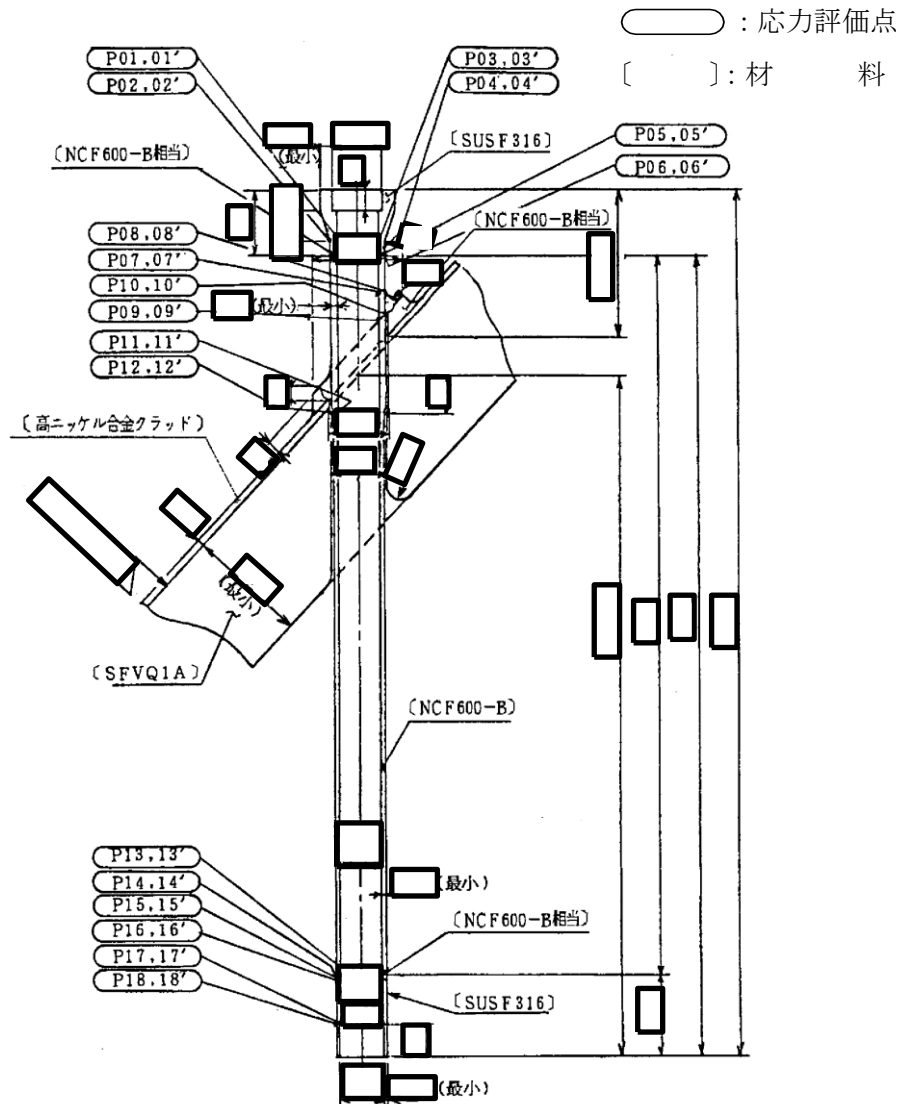 ：応力評価点
〔　　〕：材　　料
P01,01′
P02,02′
P03,03′
P04,04′
P05,05′
P06,06′
〔SUSF316〕
(最小)
〔NCF600-B相当〕
〔NCF600-B相当〕
P08,08′
P07,07′
P10,10′
P09,09′
(最小)
P11,11′
P12,12′
〔高ニッケル合金クラッド〕
(最小)
〔SFVQ1A〕
〔NCF600-B〕
P13,13′
P14,14′
P15,15′
P16,16′
P17,17′
P18,18′
(最小)
〔NCF600-B相当〕
〔SUSF316〕
(最小)